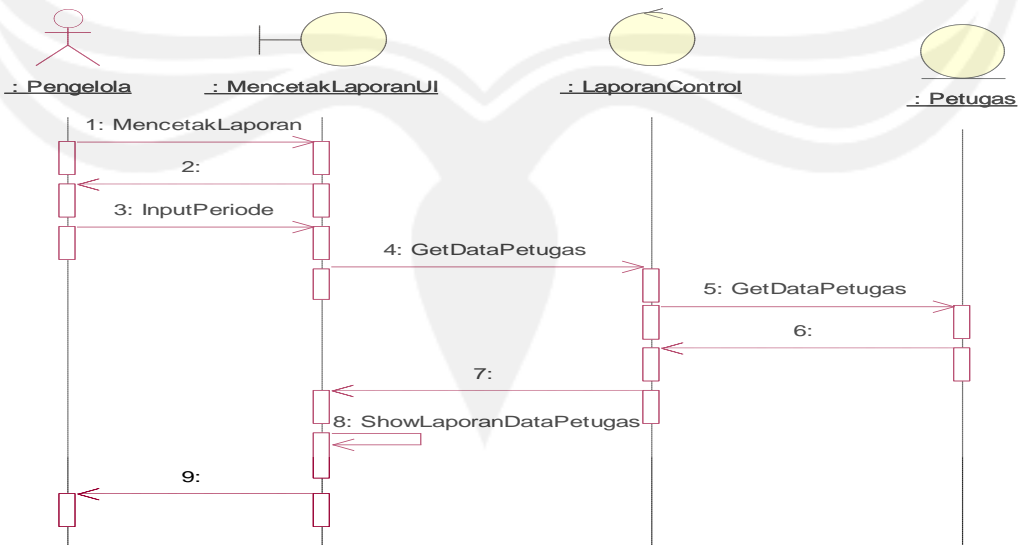 : Pengelola
: MencetakLaporanUI
: LaporanControl
: Petugas
1: MencetakLaporan
2:
3: InputPeriode
4: GetDataPetugas
5: GetDataPetugas
6:
7:
8: ShowLaporanDataPetugas
9: